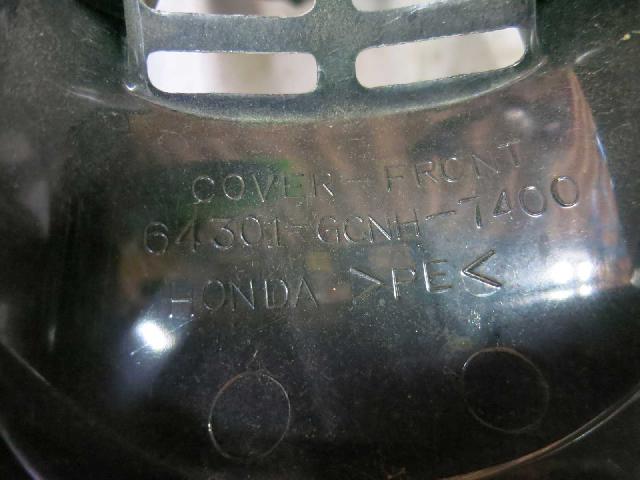 COVER-FRONT
64301-GCNH-7400
HONDA >PE<